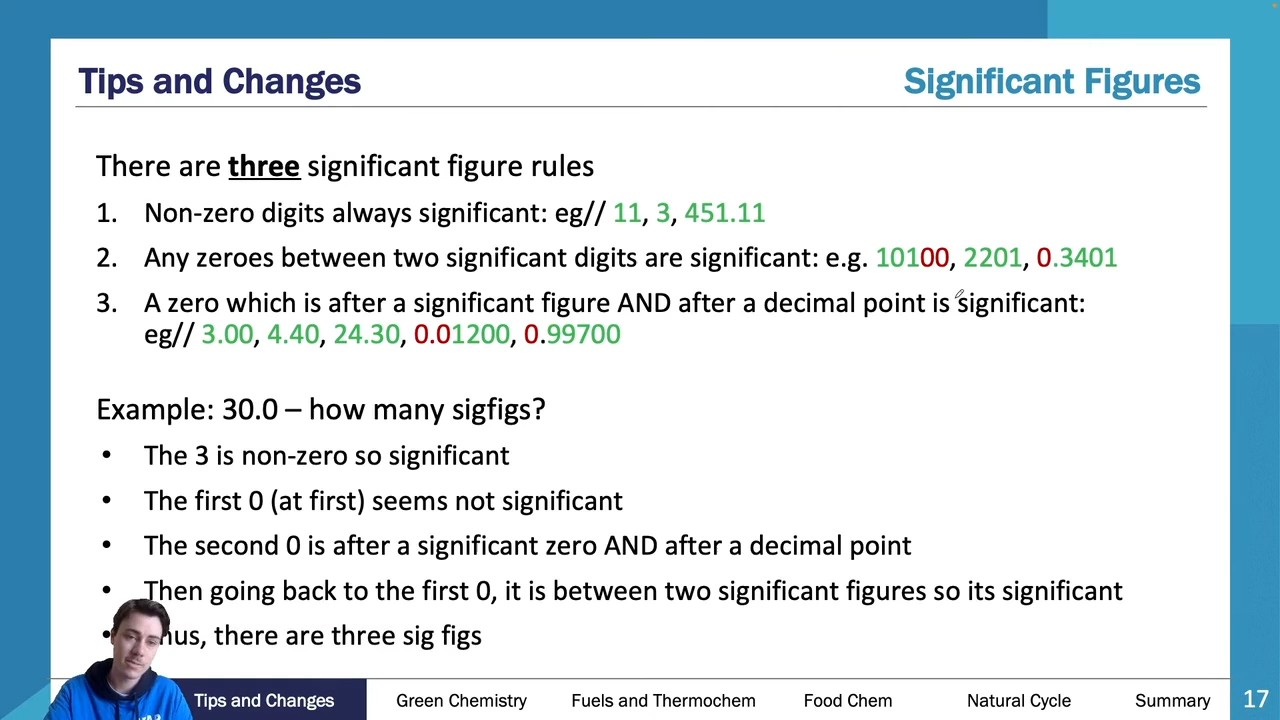 Tips and Changes
Significant Figures
There are three significant figure rules
1. Non-zero digits always significant: eg// 11, 3, 451.11
2. Any zeroes between two significant digits are significant: e.g. 10100, 2201, 0.3401
3. A zero which is after a significant figure AND after a decimal point is significant:
eg// 3.00, 4.40, 24.30, 0.01200, 0.99700
Example: 30.0 – how many sigfigs?
• The 3 is non-zero so significant
• The first 0 (at first) seems not significant
• The second 0 is after a significant zero AND after a decimal point
• Then going back to the first 0, it is between two significant figures so its significant
• hus, there are three sig figs
Tips and Changes Green Chemistry Fuels and Thermochem Food Chem Natural Cycle Summary 17